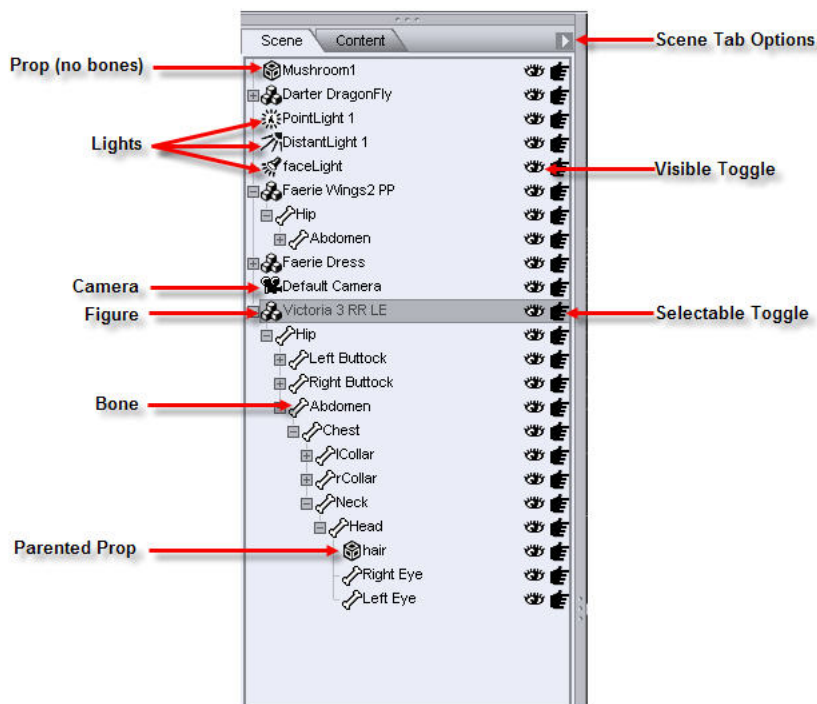 Scene Content
Scene Tab Options
Prop (no bones)
Mushroom1
Darter DragonFly
PointLight 1
Lights
DistantLight 1
faceLight
Visible Toggle
Faerie Wings2 PP
Hip
Abdomen
Faerie Dress
Camera
Default Camera
Figure
Victoria 3 RR LE
Selectable Toggle
Hip
Left Buttock
Right Buttock
Bone
Abdomen
Chest
lCollar
rCollar
Neck
Head
Parented Prop
hair
Right Eye
Left Eye